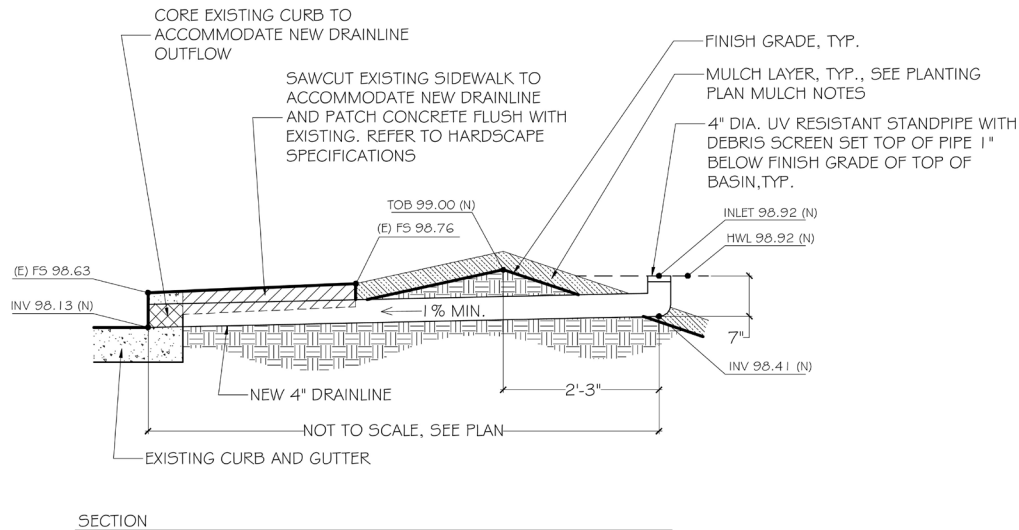 CORE EXISTING CURB TO
ACCOMMODATE NEW DRAINLINE
OUTFLOW
SAWCUT EXISTING SIDEWALK TO
ACCOMMODATE NEW DRAINLINE
AND PATCH CONCRETE FLUSH WITH
EXISTING. REFER TO HARDSCAPE
SPECIFICATIONS
FINISH GRADE, TYP.
MULCH LAYER, TYP., SEE PLANTING
PLAN MULCH NOTES
4" DIA. UV RESISTANT STANDPIPE WITH
DEBRIS SCREEN SET TOP OF PIPE 1"
BELOW FINISH GRADE OF TOP OF
BASIN,TYP.
TOB 99.00 (N)
(E) FS 98.76
INLET 98.92 (N)
HWL 98.92 (N)
(E) FS 98.63
INV 98.13 (N)
1% MIN.
7"
INV 98.41 (N)
2'-3"
NEW 4" DRAINLINE
NOT TO SCALE, SEE PLAN
EXISTING CURB AND GUTTER
SECTION